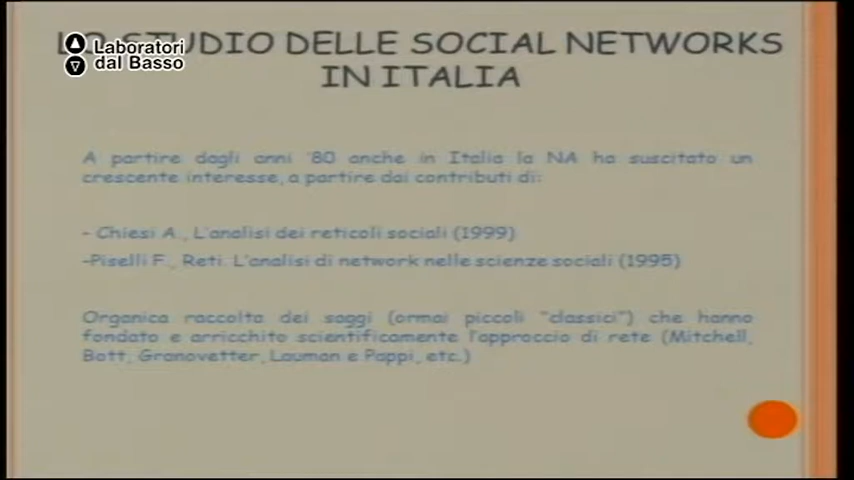 LO STUDIO DELLE SOCIAL NETWORKS
IN ITALIA
Laboratori
dal Basso
A partire dagli anni '80 anche in Italia la NA ha suscitato un
crescente interesse, a partire dai contributi di:
- Chiesi A., L'analisi dei reticoli sociali (1999)
-Piselli F., Reti. L'analisi di network nelle scienze sociali (1995)
Organica raccolta dei saggi (ormai piccoli "classici") che hanno
fondato e arricchito scientificamente l'approccio di rete (Mitchell,
Bott, Granovetter, Lauman e Pappi, etc.)